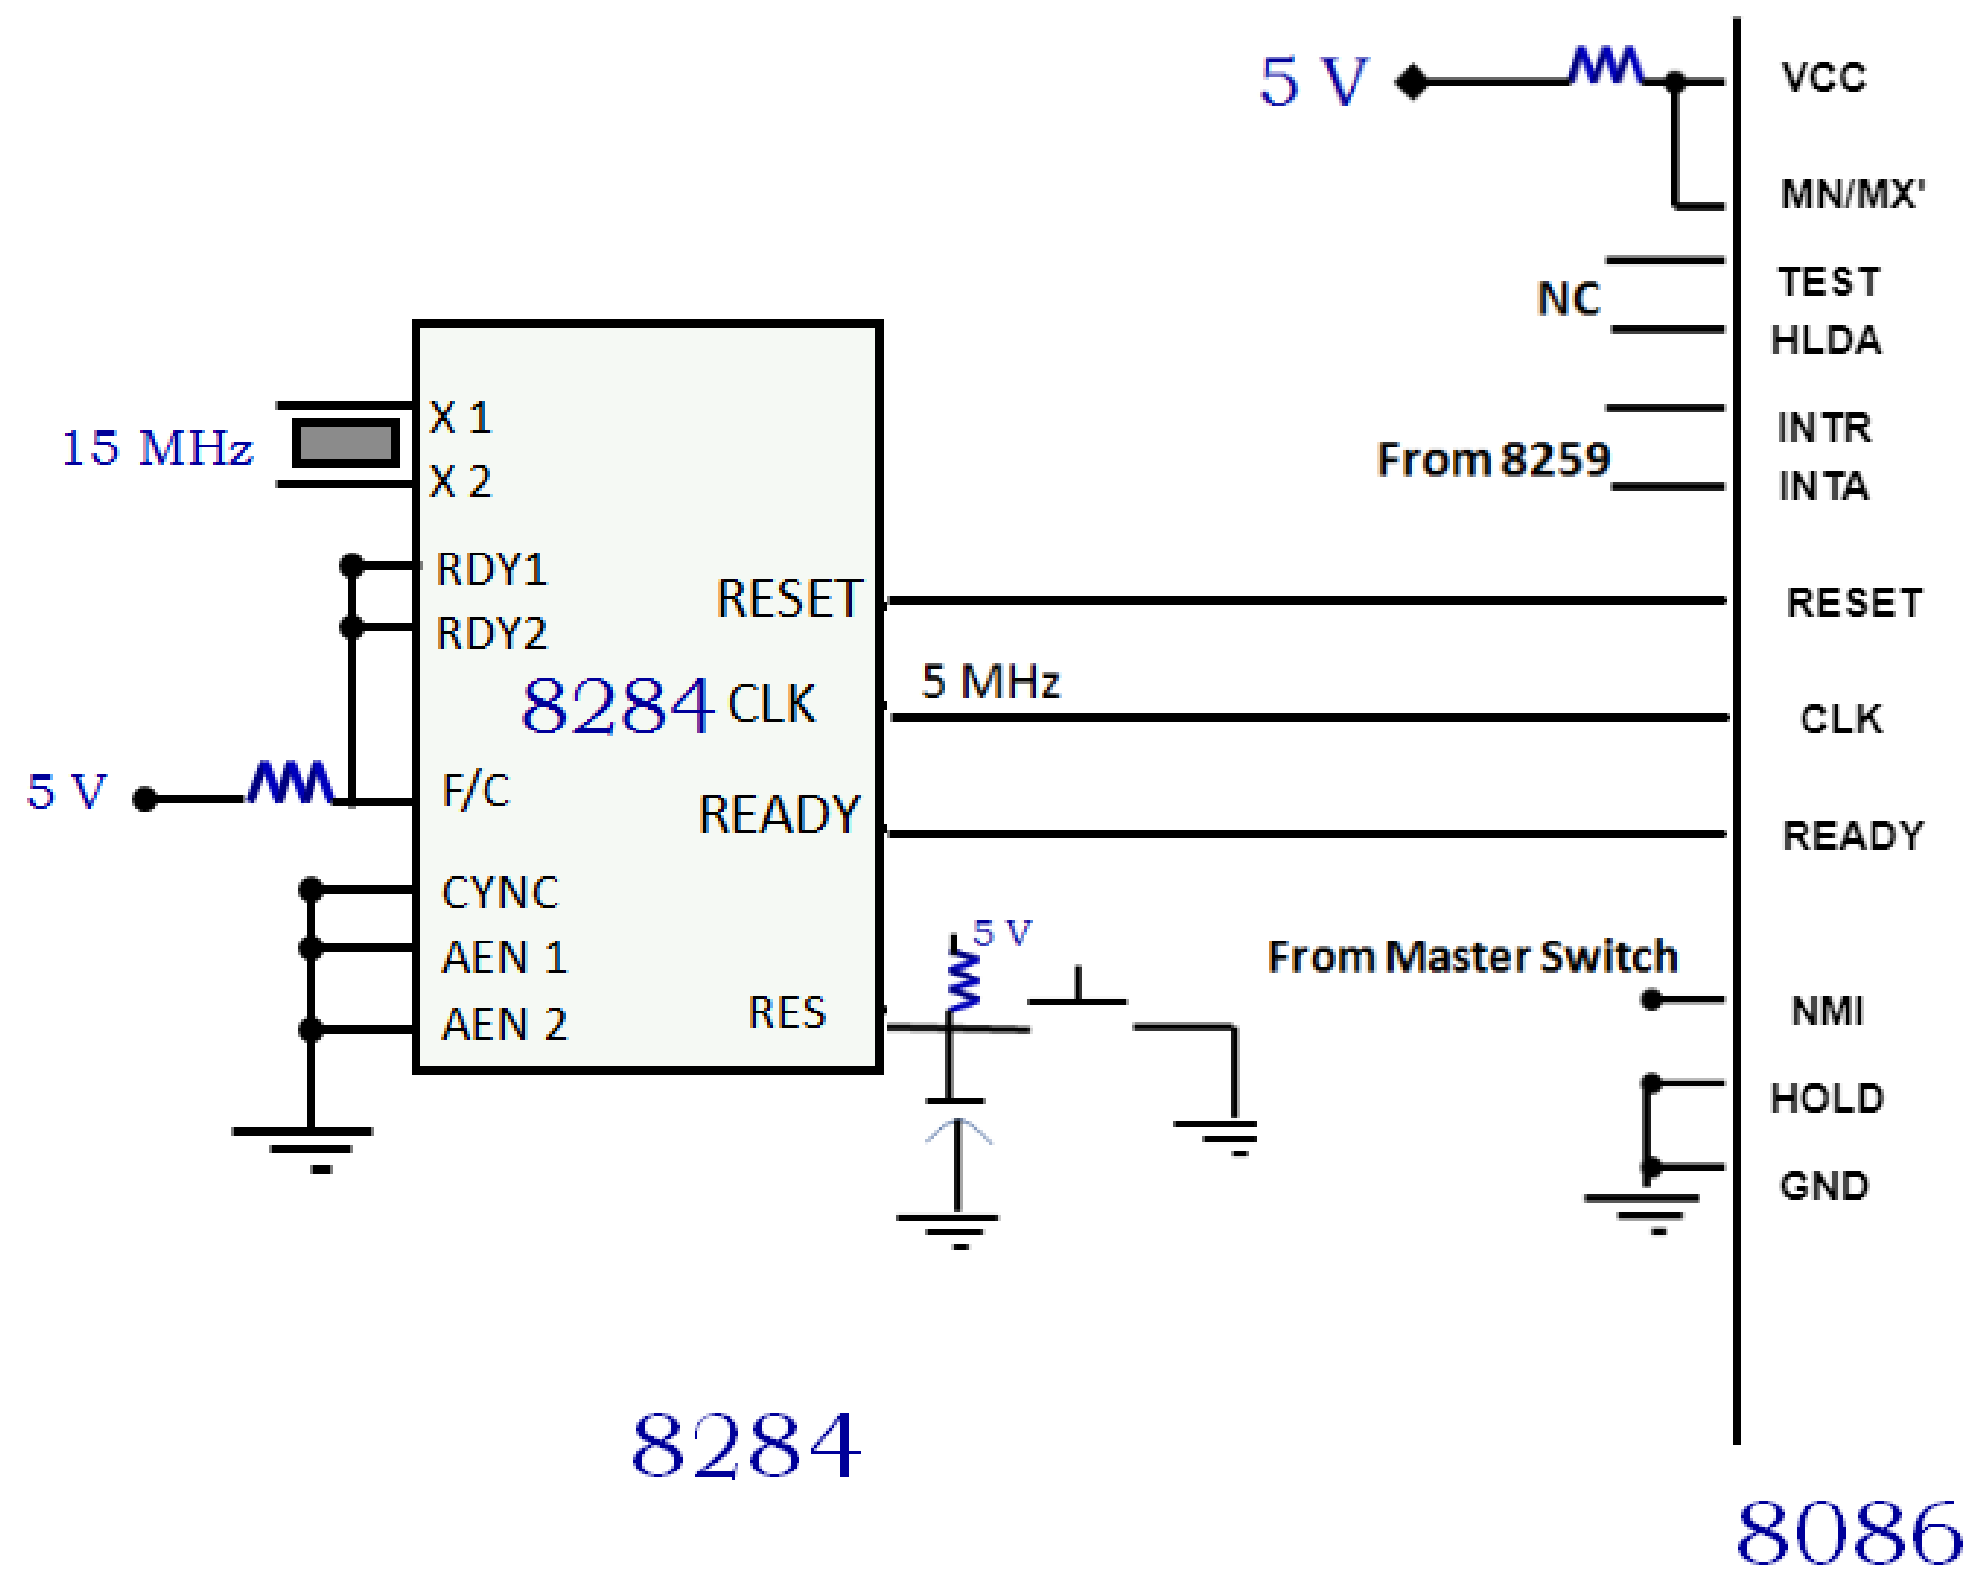 5 V
VCC
MN/MX'
TEST
NC
HLDA
INTR
From 8259
INTA
15 MHz
X 1
X 2
RDY1
RDY2
RESET
RESET
8284
CLK
5 MHz
CLK
5 V
F/C
READY
READY
CYNC
AEN 1
AEN 2
RES
5 V
From Master Switch
NMI
HOLD
GND
8284
8086